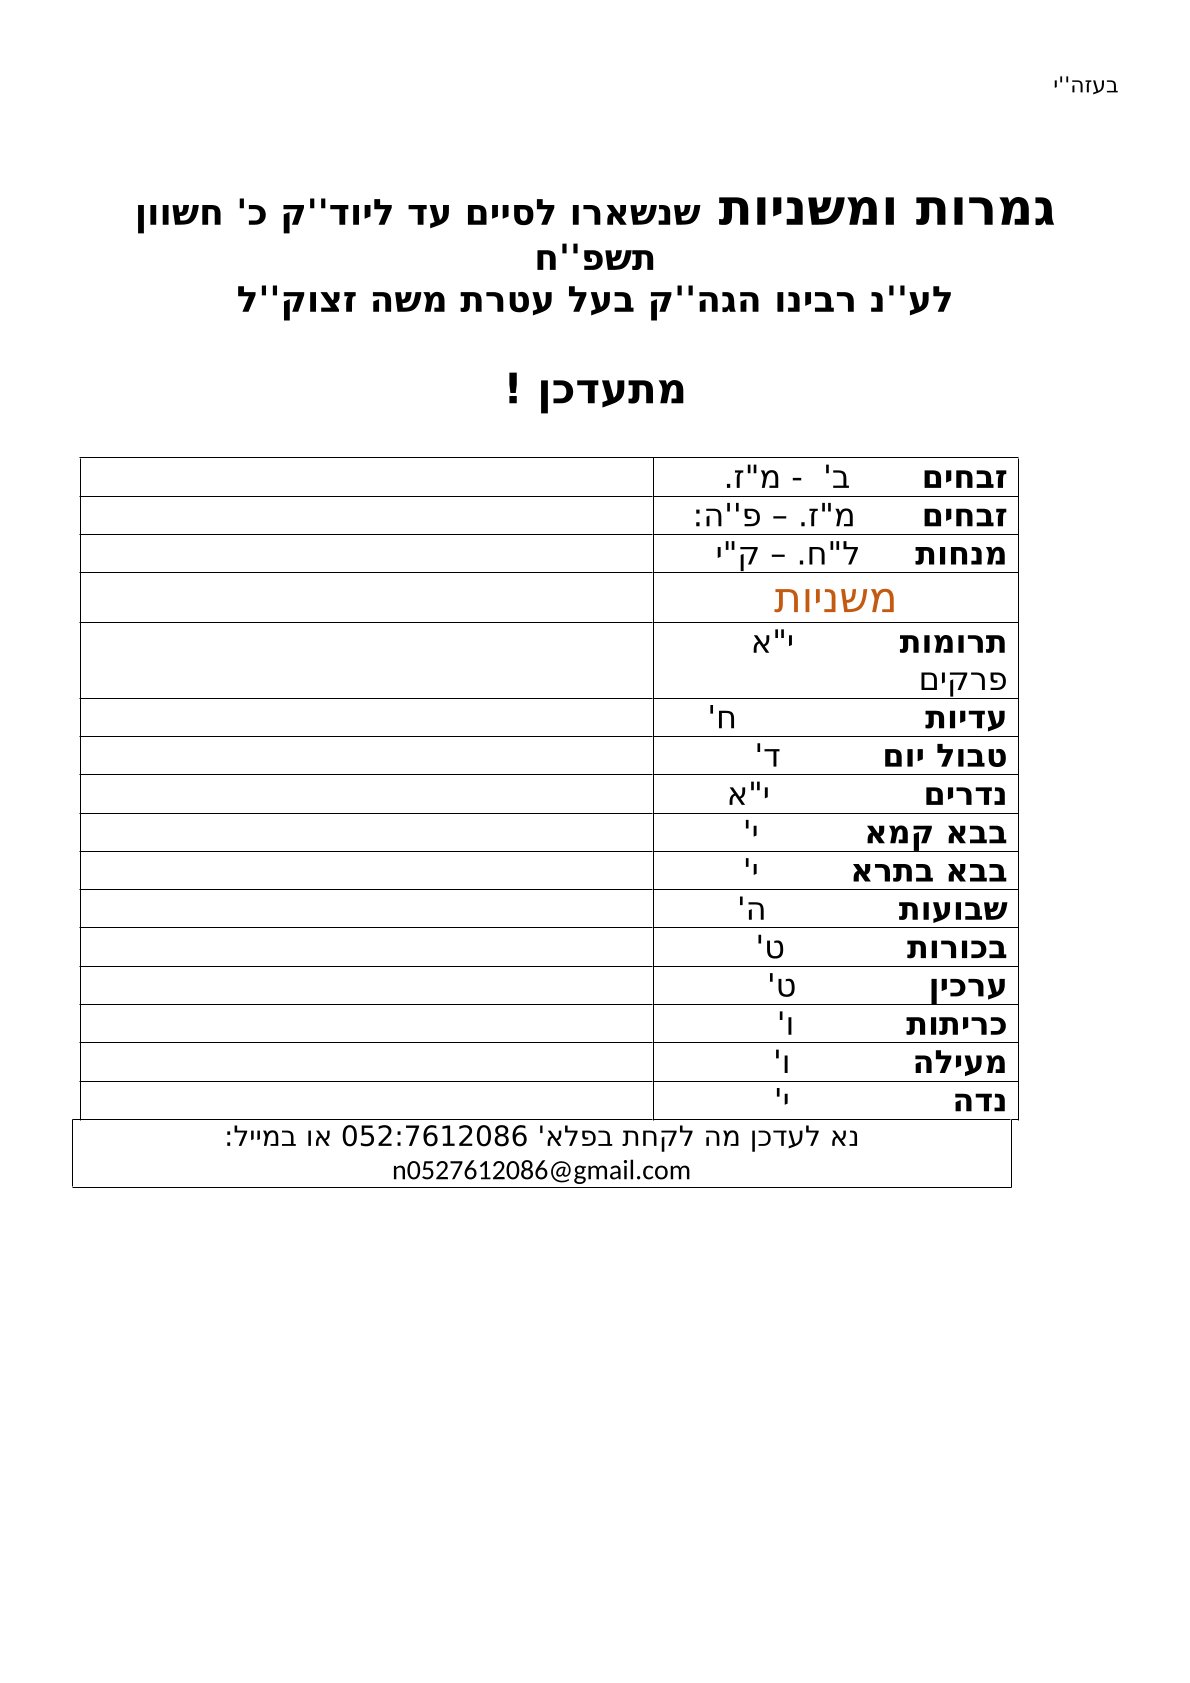 בעזה''י
גמרות ומשניות שנשארו לסיים עד ליוד''ק כ' חשוון
תשפ''ח
לע''נ רבינו הגה''ק בעל עטרת משה זצוק''ל
מתעדכן !
זבחים ב' - מ"ז.
זבחים מ"ז. – פ''ה:
מנחות ל"ח. – ק"י
משניות
תרומות י"א
פרקים
עדיות ח'
טבול יום ד'
נדרים י"א
בבא קמא י'
בבא בתרא י'
שבועות ה'
בכורות ט'
ערכין ט'
כריתות ו'
מעילה ו'
נדה י'
נא לעדכן מה לקחת בפלא' 052:7612086 או במייל:
n0527612086@gmail.com